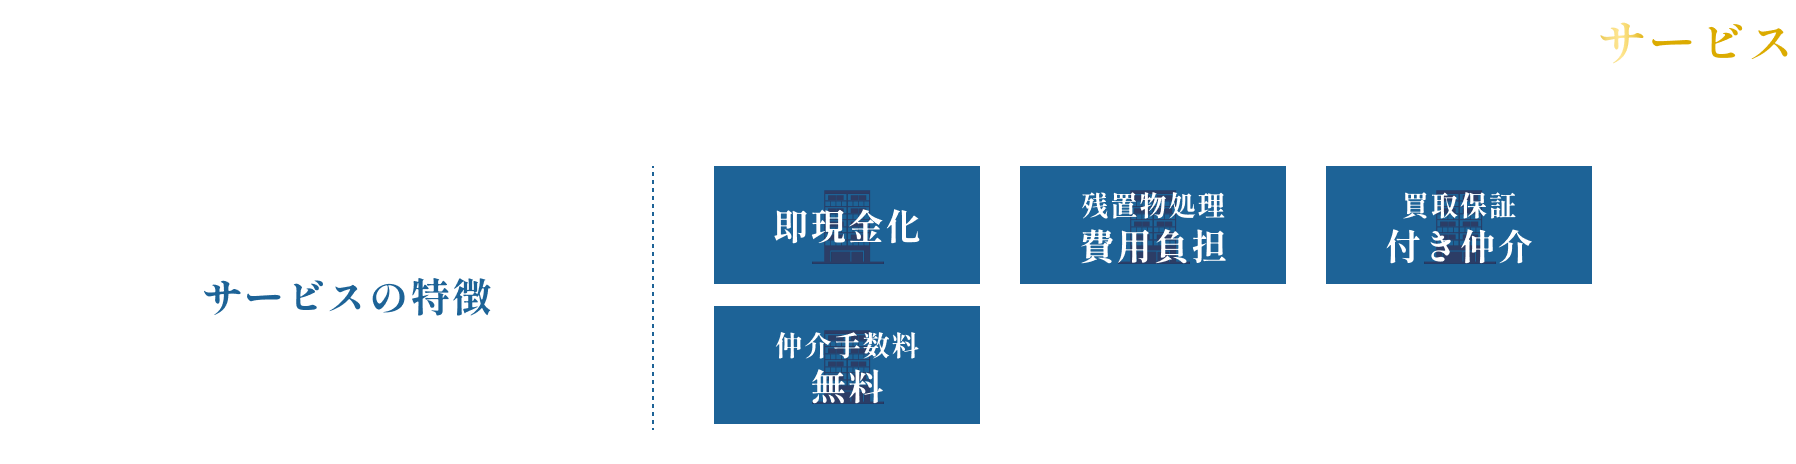 サービス
サービスの特徴
即現金化
残置物処理
費用負担
買取保証
付き仲介
仲介手数料
無料